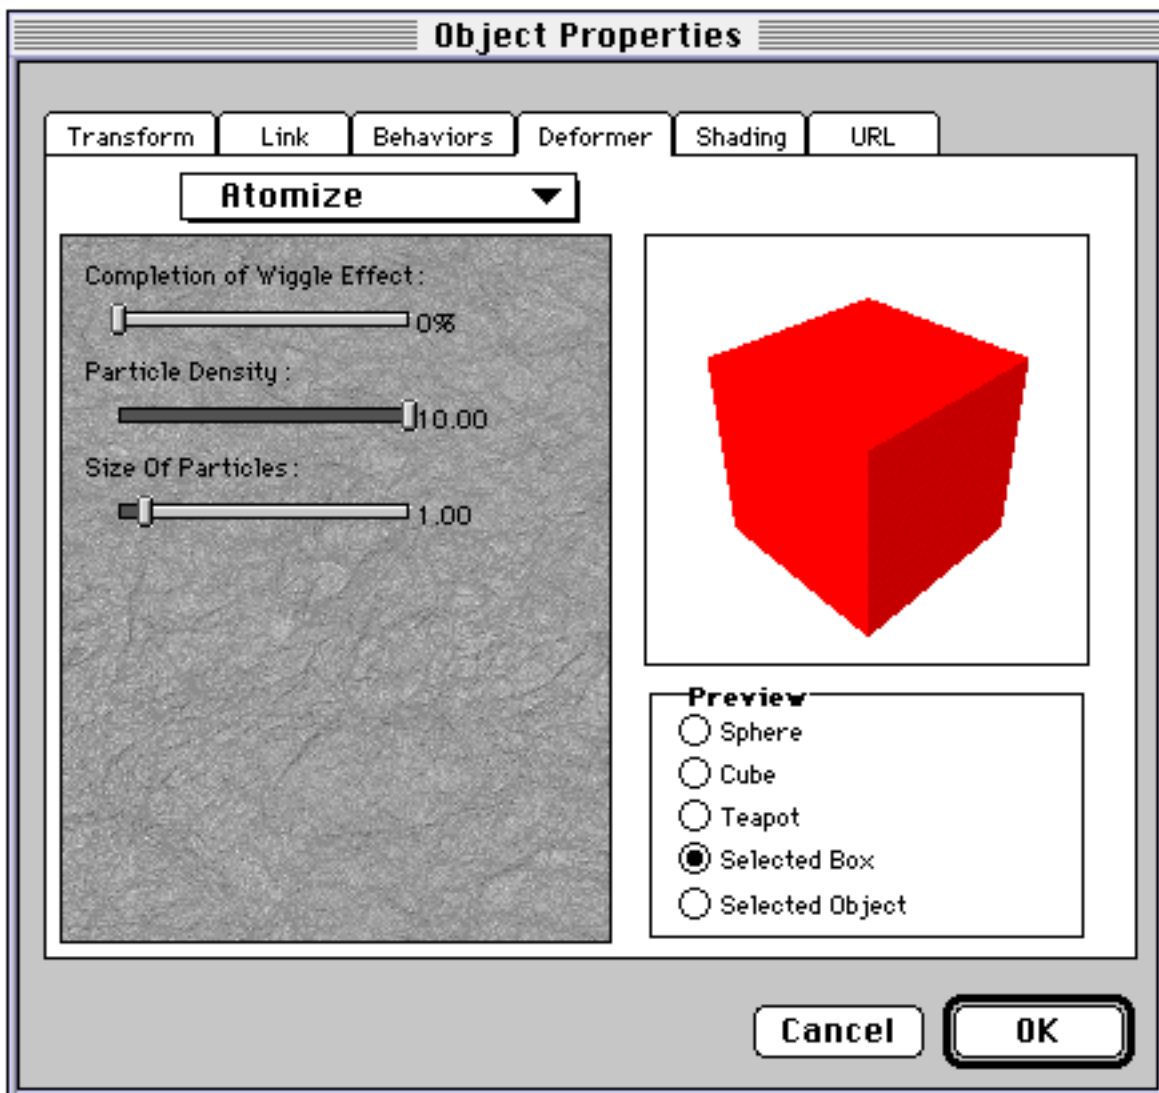 Object Properties
Transform Link Behaviors Deformer Shading URL
Atomize
Completion of Wiggle Effect:
0%
Particle Density:
10.00
Size Of Particles:
1.00
Preview
Sphere
Cube
Teapot
Selected Box
Selected Object
Cancel OK